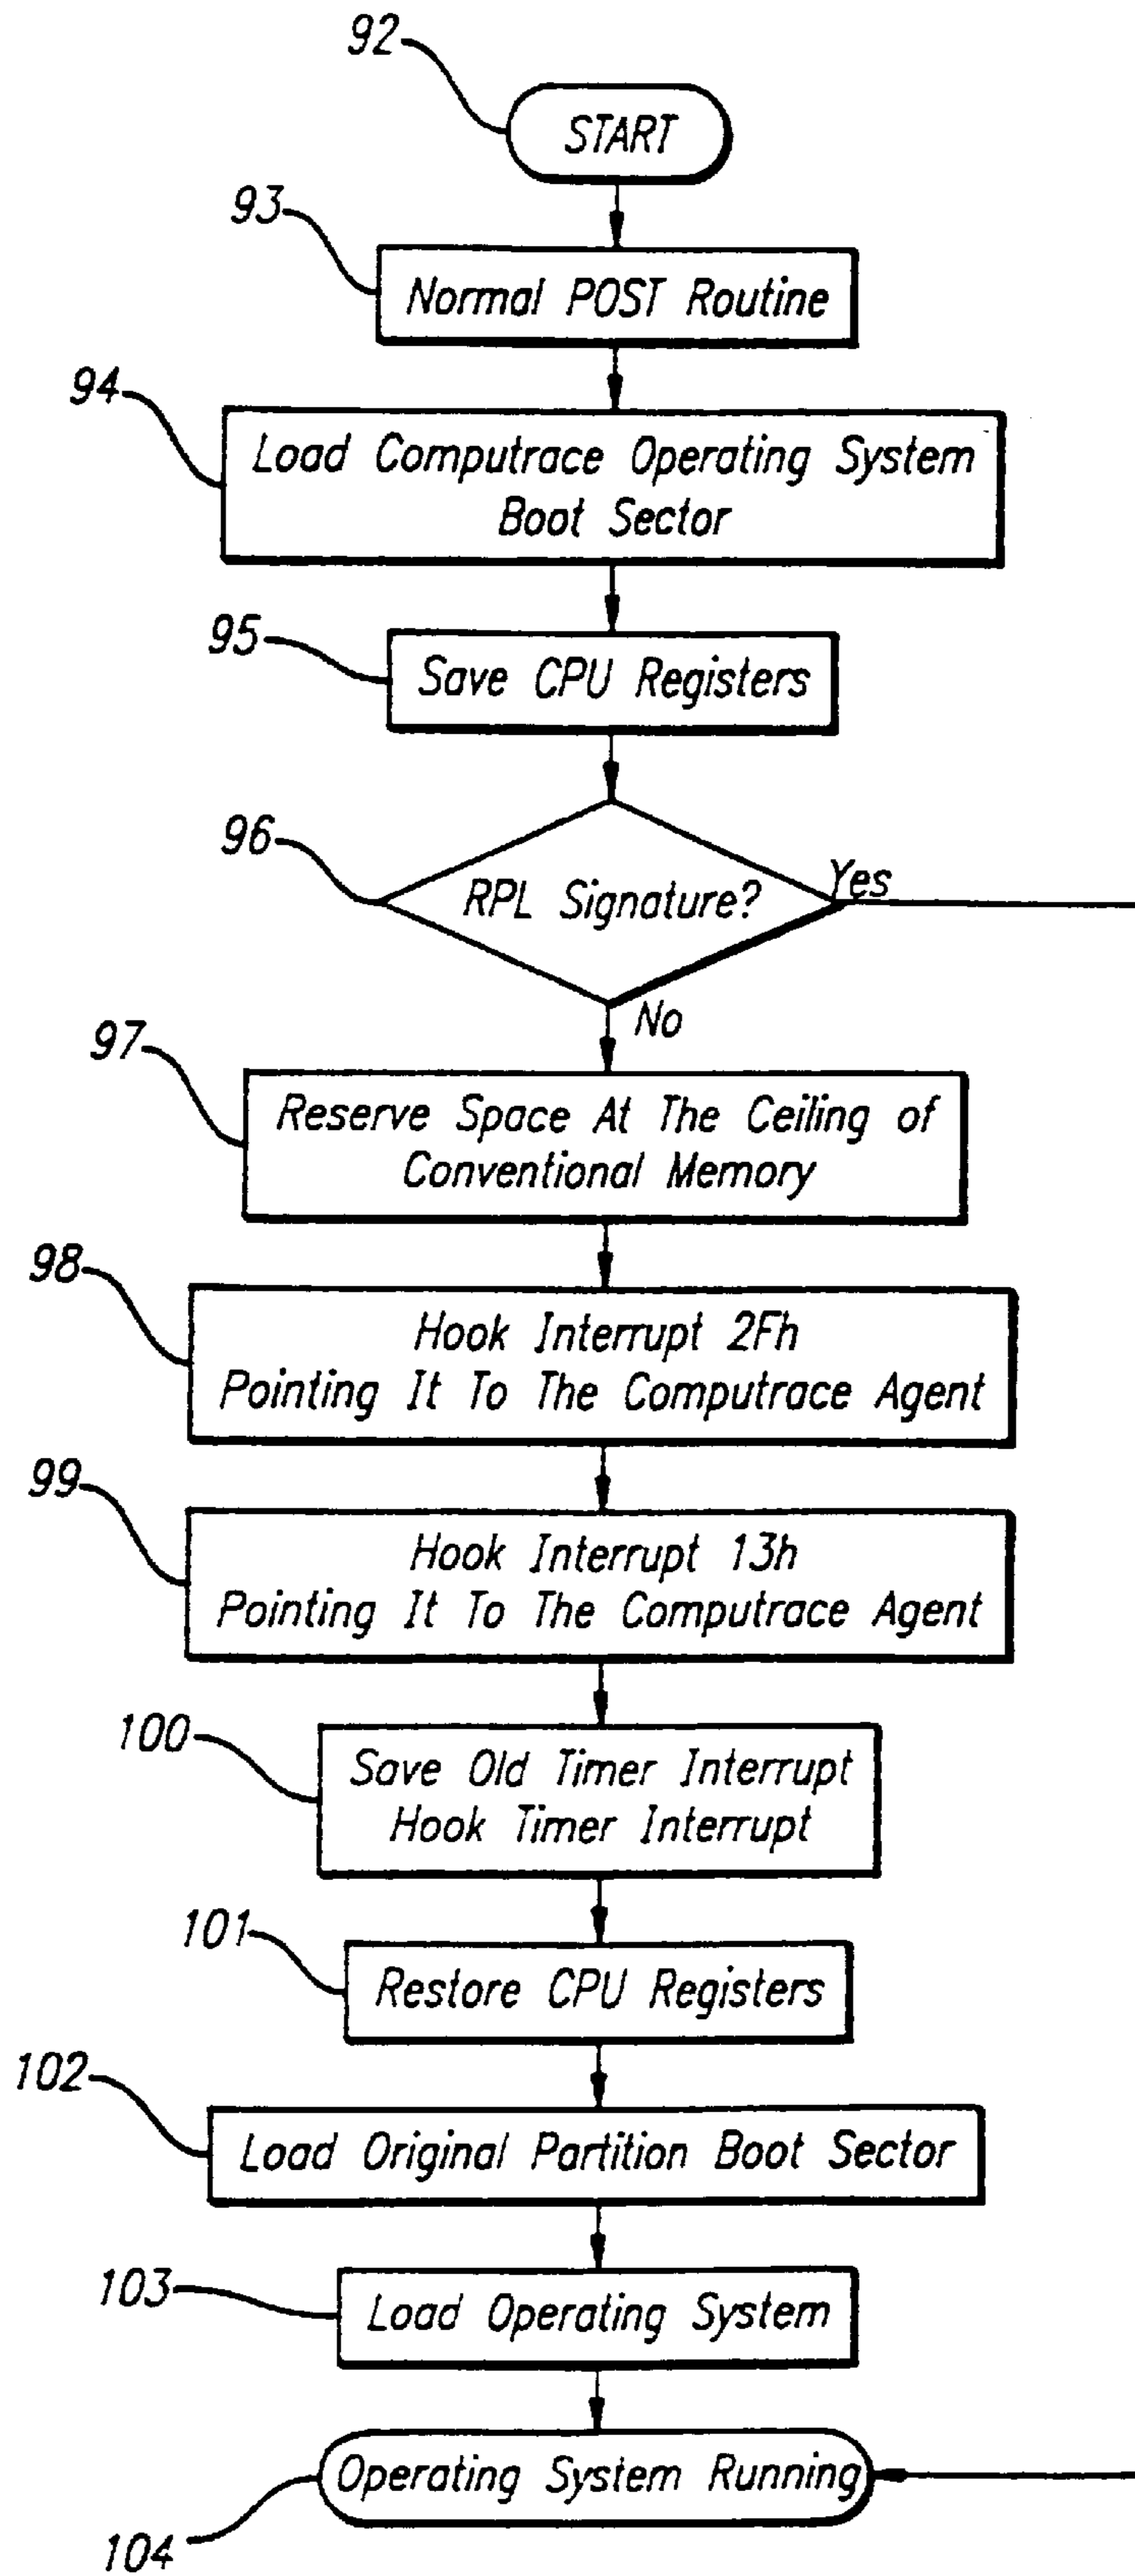 92
START
93
Normal POST Routine
94
Load Computrace Operating System
Boot Sector
95
Save CPU Registers
96
RPL Signature?
Yes
No
97
Reserve Space At The Ceiling of
Conventional Memory
98
Hook Interrupt 2Fh
Pointing It To The Computrace Agent
99
Hook Interrupt 13h
Pointing It To The Computrace Agent
100
Save Old Timer Interrupt
Hook Timer Interrupt
101
Restore CPU Registers
102
Load Original Partition Boot Sector
103
Load Operating System
Operating System Running
104